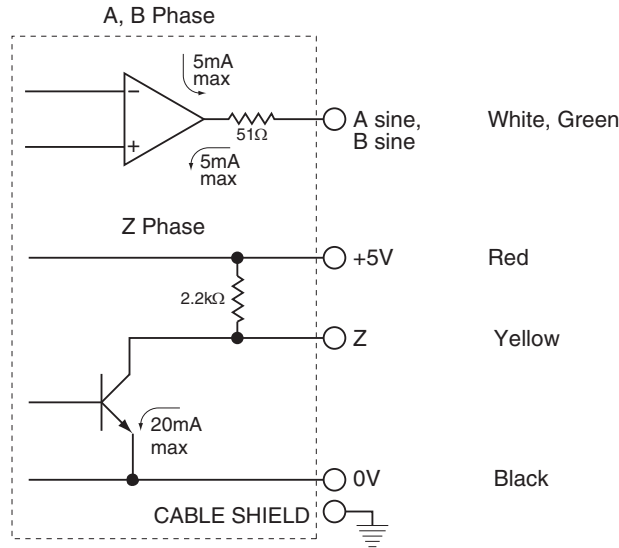 A, B Phase
5mA
max
−
+
51Ω
5mA
max
A sine,
B sine
White, Green
Z Phase
+5V
Red
2.2kΩ
Z
Yellow
20mA
max
0V
Black
CABLE SHIELD